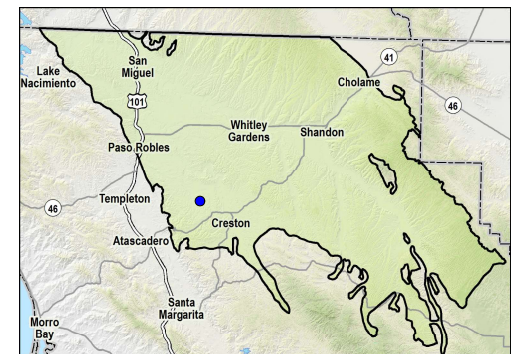 San
Miguel
41
Lake
Nacimiento
Cholame
101
46
Whitley
Gardens
Shandon
Paso Robles
Templeton
46
Creston
Atascadero
Santa
Margarita
Morro
Bay